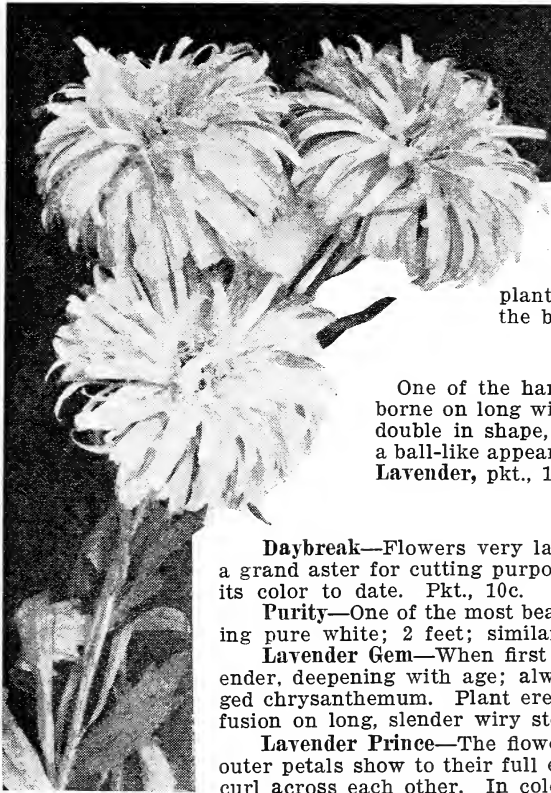 plant
the b
One of the har
borne on long wi
double in shape,
a ball-like appear
Lavender, pkt., 1
Daybreak—Flowers very la
a grand aster for cutting purpo
its color to date. Pkt., 10c.
Purity—One of the most bea
ing pure white; 2 feet; similar
Lavender Gem—When first
ender, deepening with age; alw
ged chrysanthemum. Plant ere
fusion on long, slender wiry st
Lavender Prince—The flowe
outer petals show to their full e
curl across each other. In col